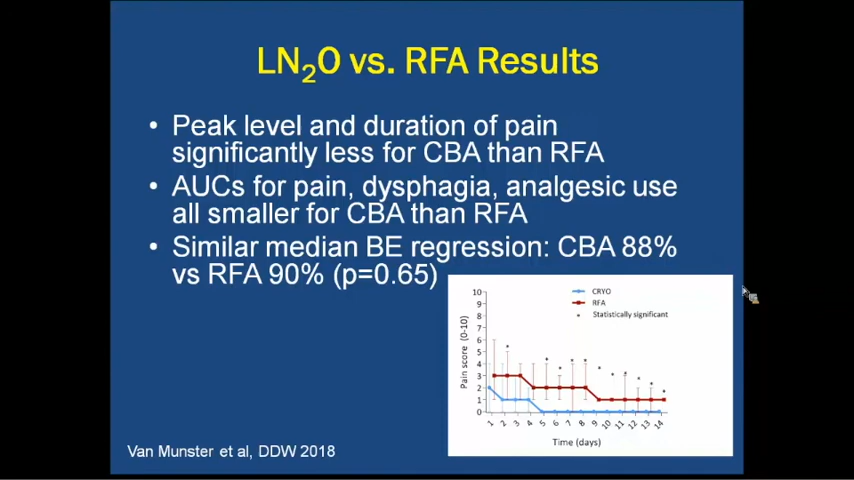 LN₂O vs. RFA Results
• Peak level and duration of pain
significantly less for CBA than RFA
• AUCs for pain, dysphagia, analgesic use
all smaller for CBA than RFA
• Similar median BE regression: CBA 88%
vs RFA 90% (p=0.65)
CRYO
RFA
* Statistically significant
Pain score (0-10)
10
9
8
7
6
5
4
3
2
1
0
1 2 3 4 5 6 7 8 9 10 11 12 13 14
Time (days)
Van Munster et al, DDW 2018